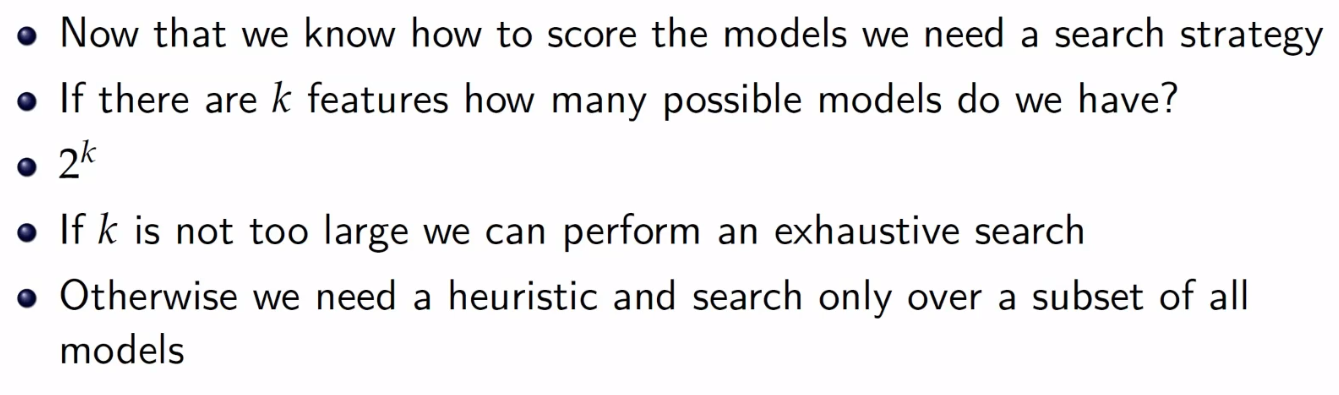 • Now that we know how to score the models we need a search strategy
• If there are k features how many possible models do we have?
• 2^k
• If k is not too large we can perform an exhaustive search
• Otherwise we need a heuristic and search only over a subset of all
models